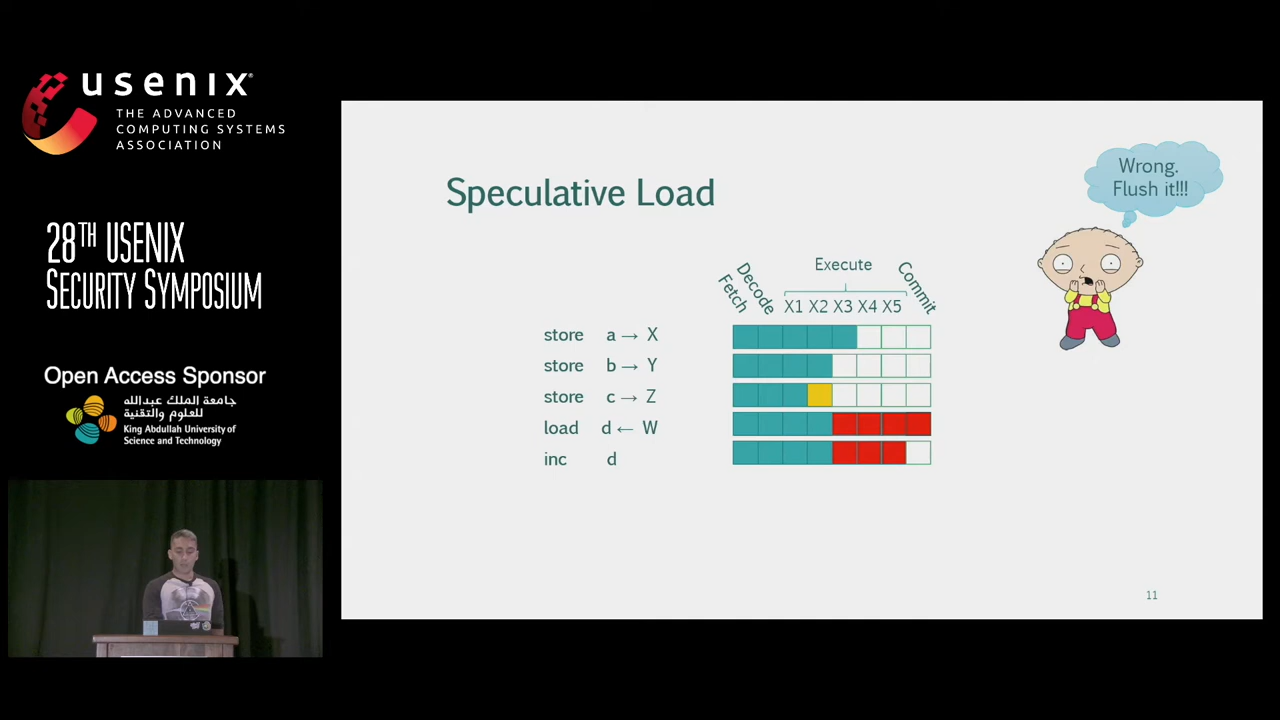 usenix®
THE ADVANCED
COMPUTING SYSTEMS
ASSOCIATION
28TH USENIX
SECURITY SYMPOSIUM
Open Access Sponsor
جامعة الملك عبدالله
للعلوم والتقنية
King Abdullah University of
Science and Technology
Speculative Load
Wrong.
Flush it!!!
Fetch
Decode
Execute
Commit
X1 X2 X3 X4 X5
store a → X
store b → Y
store c → Z
load d ← W
inc d
11